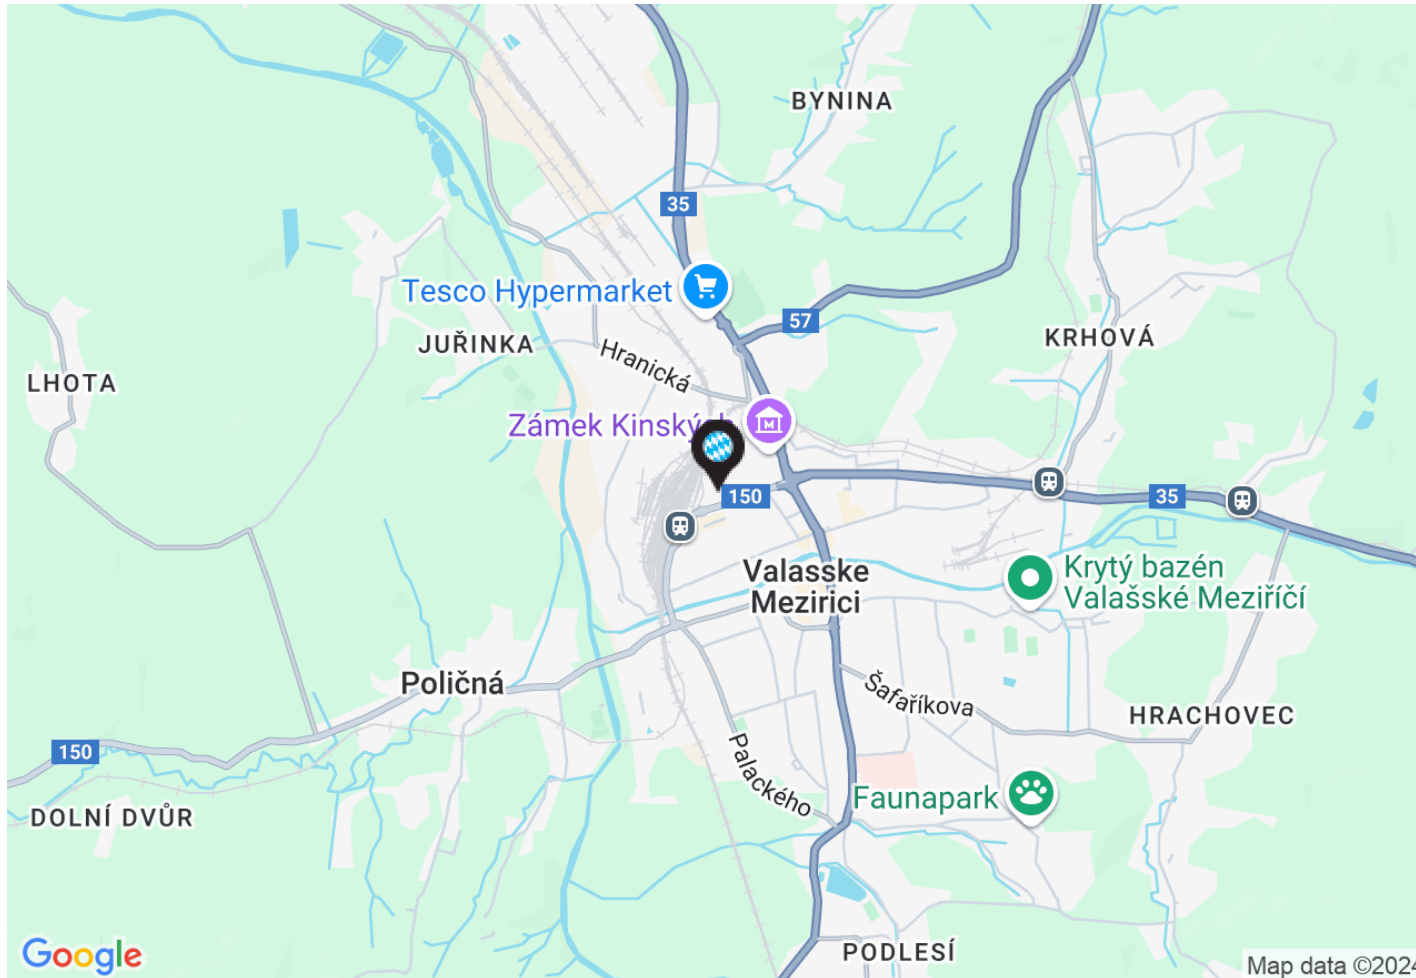 BYNINA
35
Tesco Hypermarket
57
JUŘINKA
KRHOVÁ
Hranická
LHOTA
Zámek Kinských
150
35
Valasske
Mezirici
Krytý bazén
Valašské Meziříčí
Poličná
Šafaříkova
HRACHOVEC
150
Palackého
Faunapark
DOLNÍ DVŮR
PODLESÍ
Google
Map data ©2024